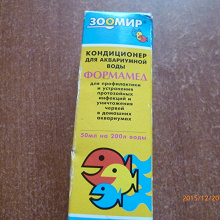 ЗООМИР
КОНДИЦИОНЕР
ДЛЯ АКВАРИУМНОЙ
ВОДЫ
ФОРМАМЕД
для профилактики
и устранения
протозойных
инфекций и
уничтожения
червей
в домашних
аквариумах
50мл на 200л воды
2015/12/20